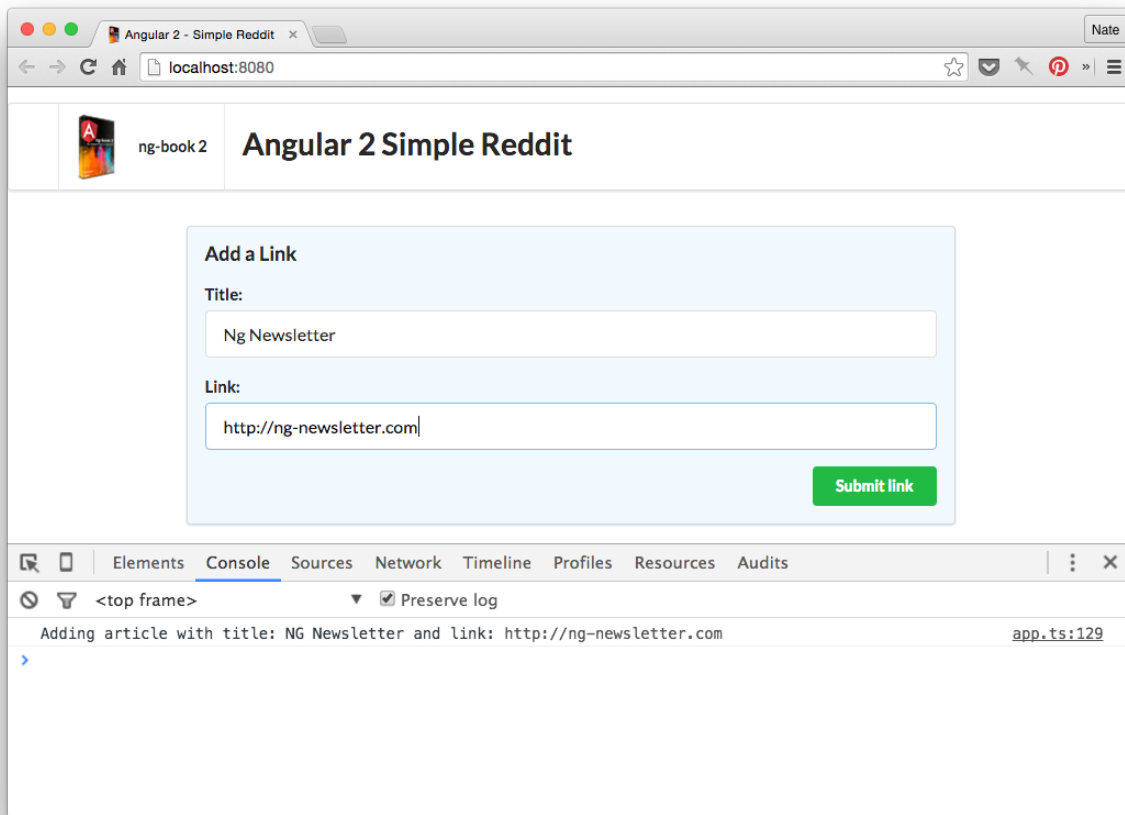 Angular 2 - Simple Reddit
Nate
localhost:8080
»
ng-book 2
Angular 2 Simple Reddit
Add a Link
Title:
Ng Newsletter
Link:
http://ng-newsletter.com
Submit link
Elements Console Sources Network Timeline Profiles Resources Audits
<top frame> Preserve log
Adding article with title: NG Newsletter and link: http://ng-newsletter.com app.ts:129